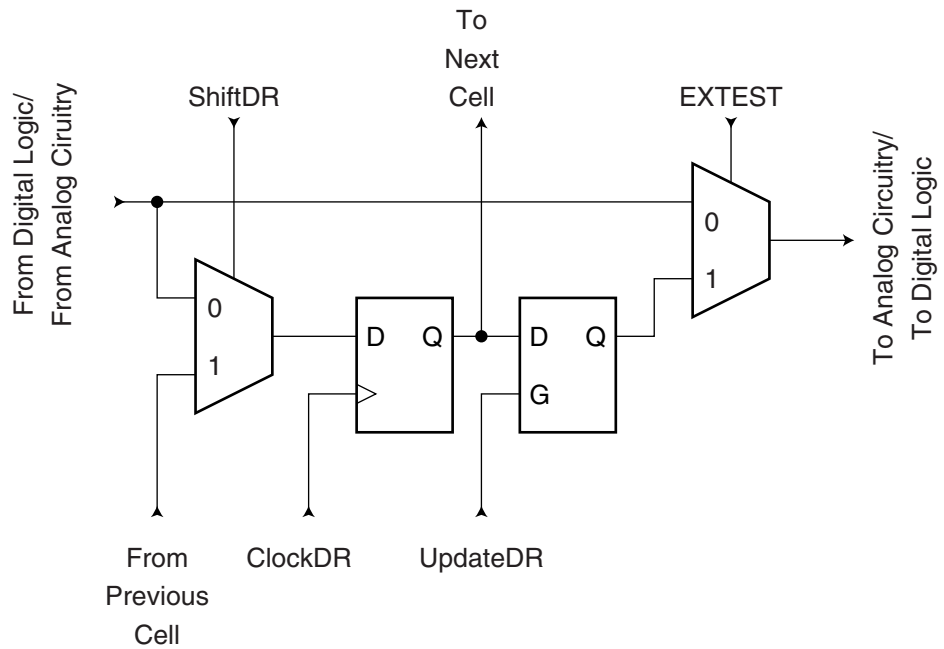 To
Next
Cell
ShiftDR
EXTEST
From Digital Logic/
From Analog Ciruitry
To Analog Circuitry/
To Digital Logic
0
1
0
1
D Q
D Q
G
From
Previous
Cell
ClockDR
UpdateDR